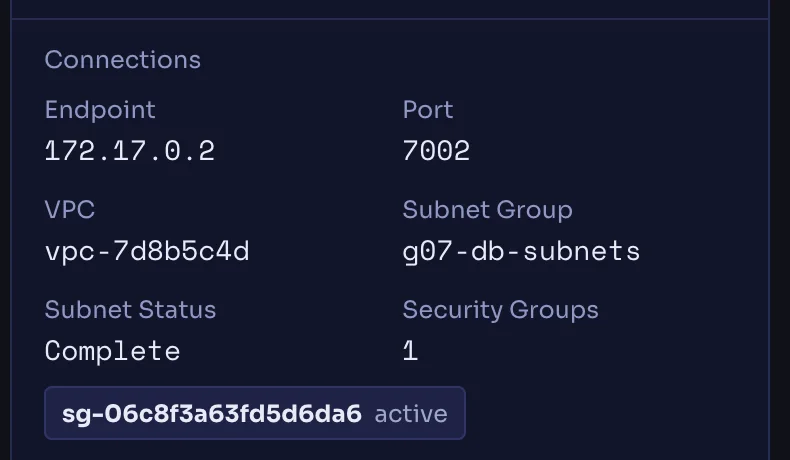 Connections
Endpoint Port
172.17.0.2 7002
VPC Subnet Group
vpc-7d8b5c4d g07-db-subnets
Subnet Status Security Groups
Complete 1
sg-06c8f3a63fd5d6da6 active